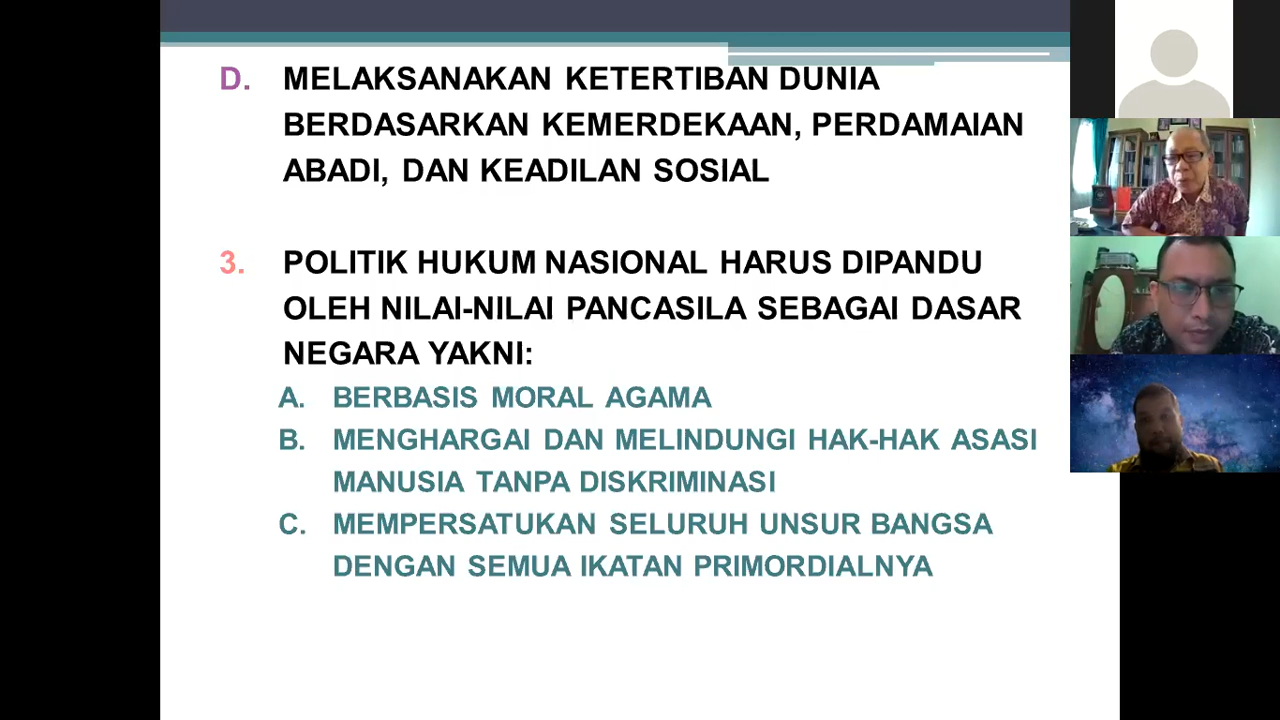 D. MELAKSANAKAN KETERTIBAN DUNIA
BERDASARKAN KEMERDEKAAN, PERDAMAIAN
ABADI, DAN KEADILAN SOSIAL
3. POLITIK HUKUM NASIONAL HARUS DIPANDU
OLEH NILAI-NILAI PANCASILA SEBAGAI DASAR
NEGARA YAKNI:
A. BERBASIS MORAL AGAMA
B. MENGHARGAI DAN MELINDUNGI HAK-HAK ASASI
MANUSIA TANPA DISKRIMINASI
C. MEMPERSATUKAN SELURUH UNSUR BANGSA
DENGAN SEMUA IKATAN PRIMORDIALNYA